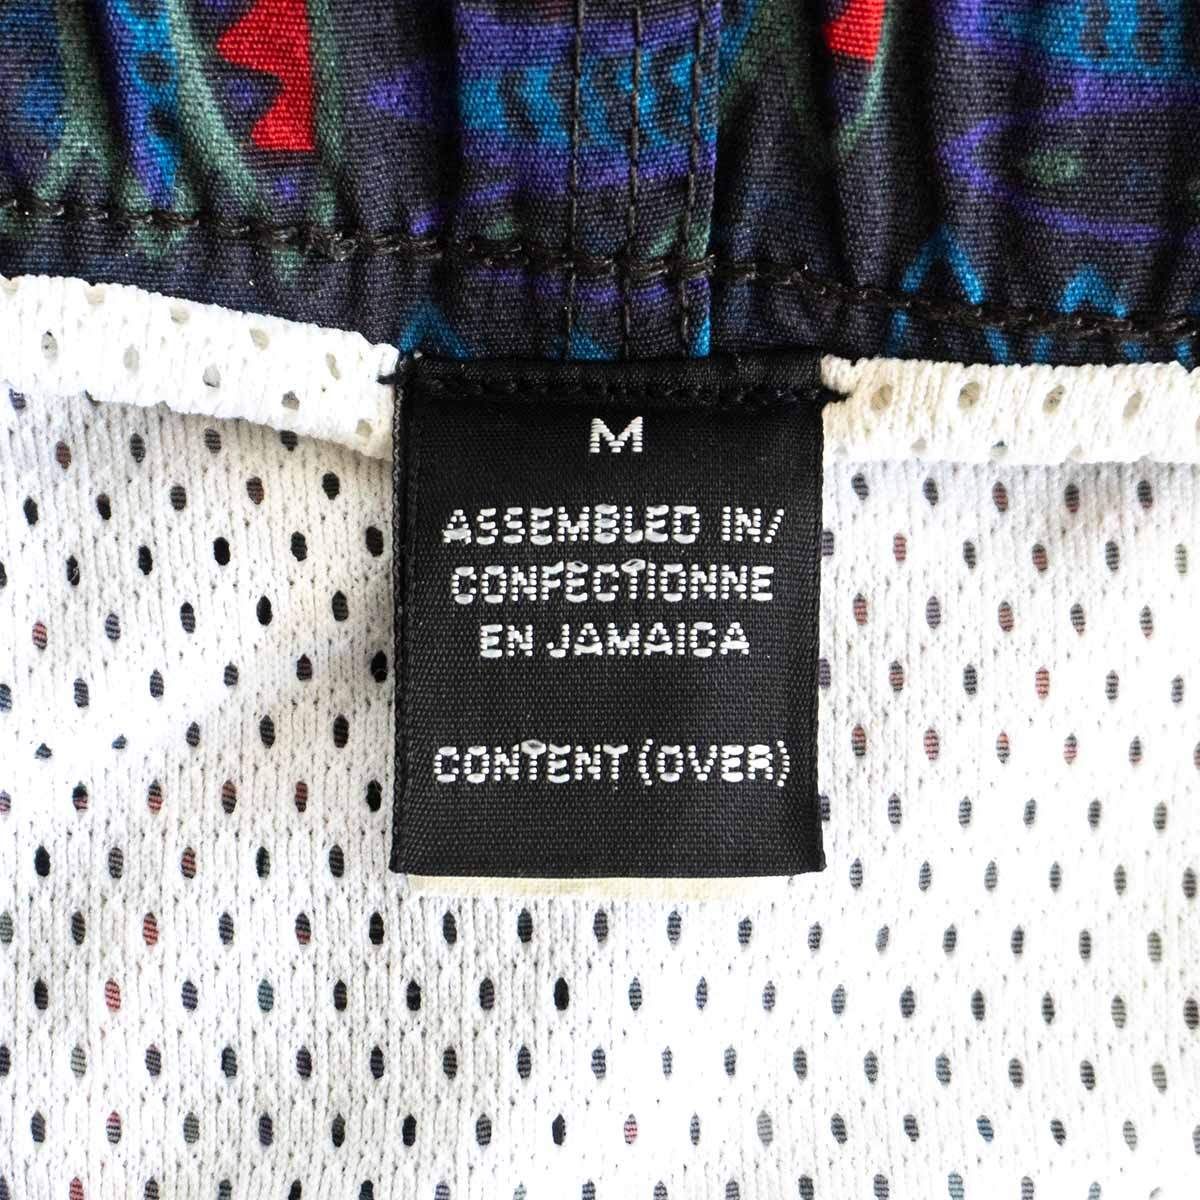 M
ASSEMBLED IN/
CONFECTIONNE
EN JAMAICA
CONTENT (OVER)